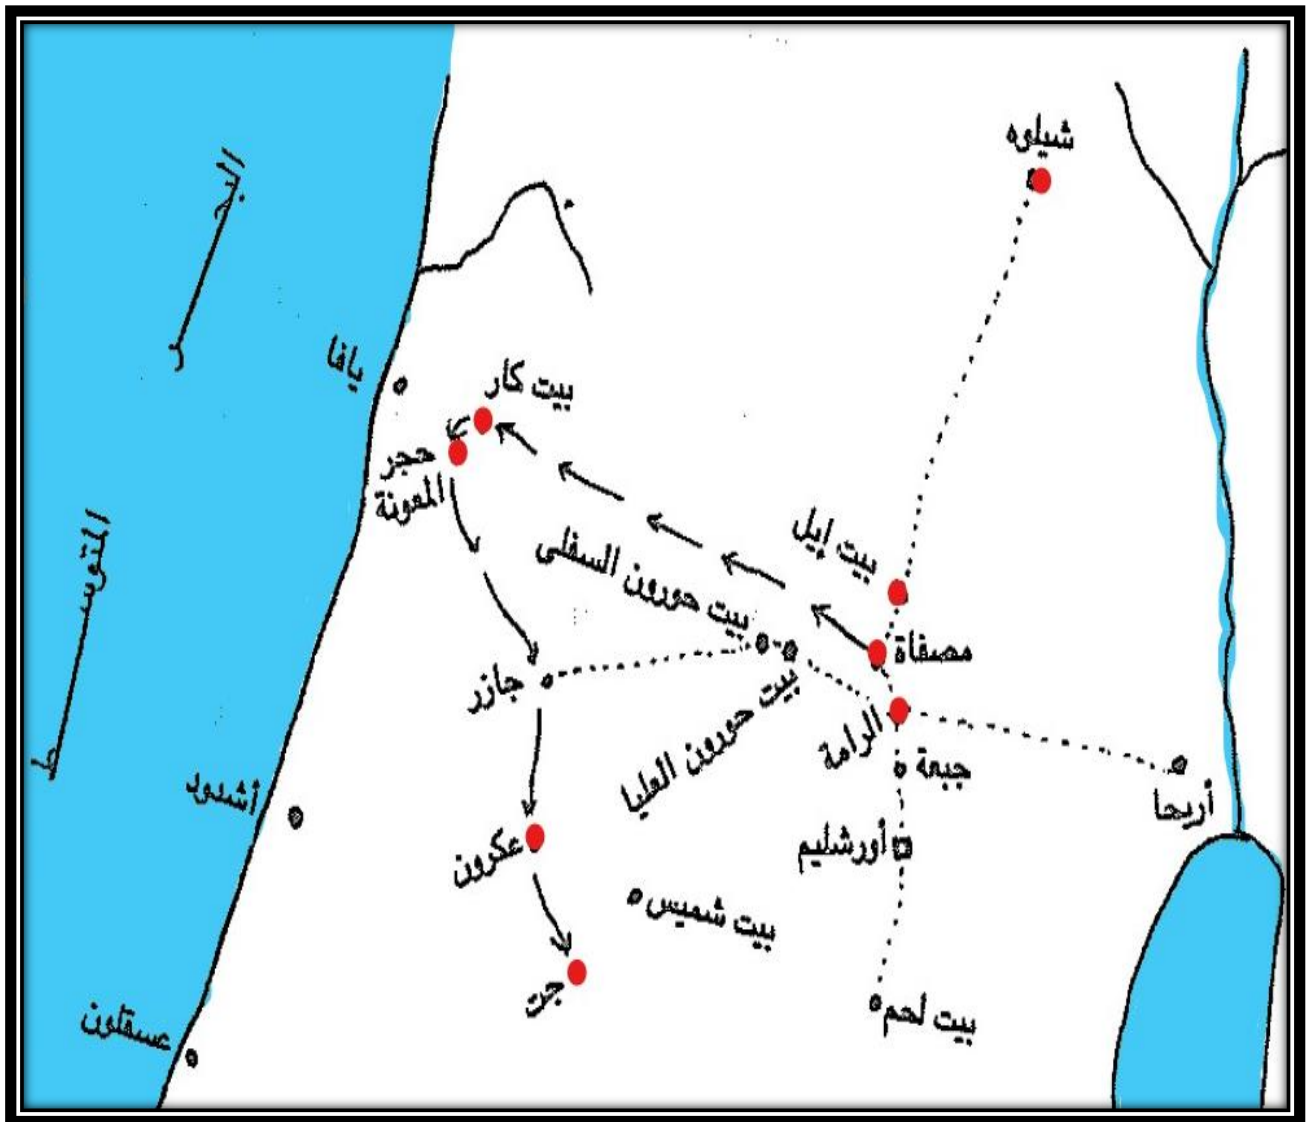 شيلوه
البحر
يافا
بيت كار
حجر
المعونة
المتوسط
بيت إيل
بيت حورون السفلى
مصفاة
جازر
بيت حورون العليا
الرامة
جبعة
أريحا
أشدود
عكرون
أورشليم
بيت شميس
جت
بيت لحم
عسقلون